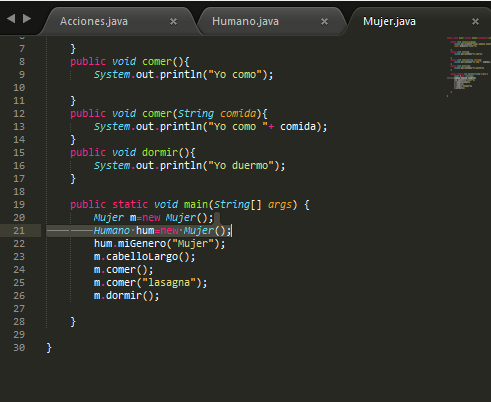 Acciones.java × Humano.java × Mujer.java ×
7 }
8 public void comer(){
9 System.out.println("Yo como");
10
11 }
12 public void comer(String comida){
13 System.out.println("Yo como "+ comida);
14 }
15 public void dormir(){
16 System.out.println("Yo duermo");
17 }
18
19 public static void main(String[] args) {
20 Mujer m=new Mujer();
21 Humano hum=new Mujer();
22 hum.miGenero("Mujer");
23 m.cabelloLargo();
24 m.comer();
25 m.comer("lasagna");
26 m.dormir();
27
28 }
29
30 }